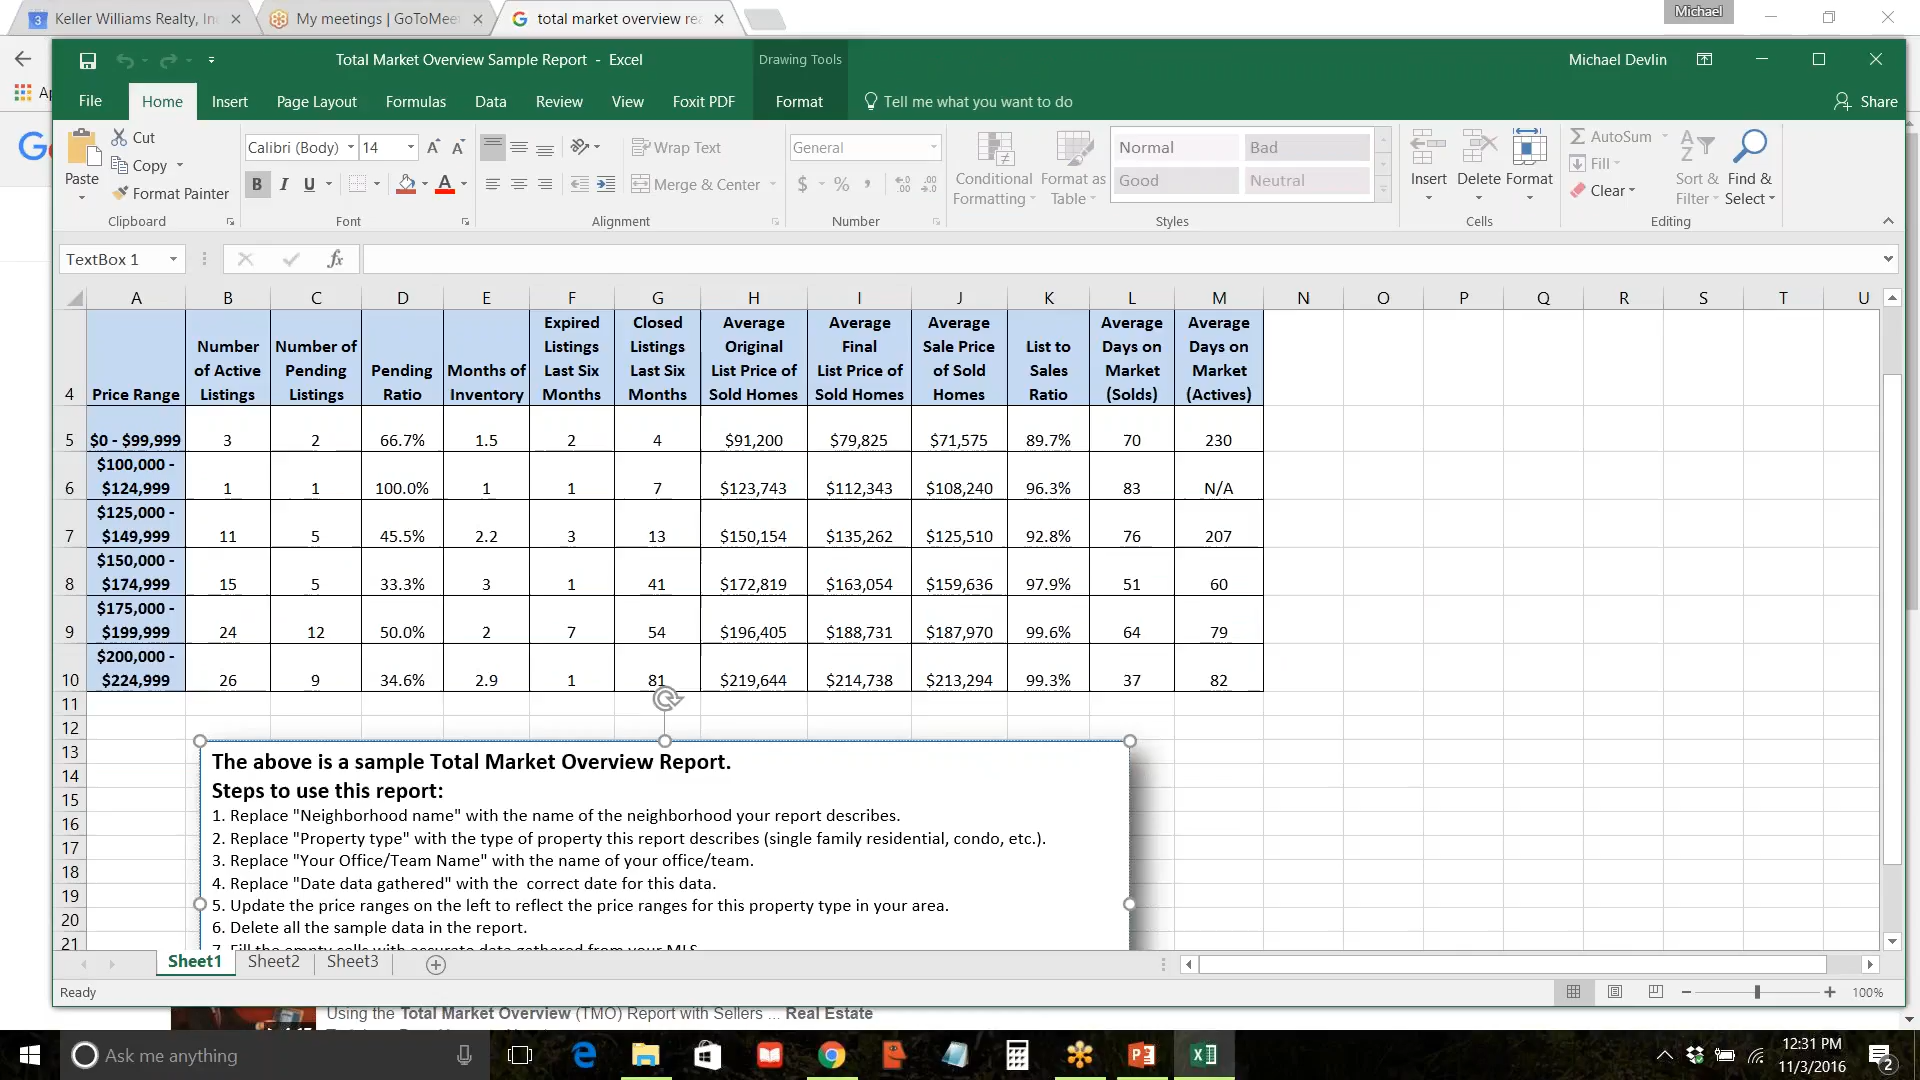 Keller Williams Realty, In
My meetings | GoToMee
total market overview re
Michael
Total Market Overview Sample Report - Excel
Drawing Tools
Michael Devlin
File
Home
Insert
Page Layout
Formulas
Data
Review
View
Foxit PDF
Format
Tell me what you want to do
Share
Paste
Cut
Copy
Format Painter
Clipboard
Calibri (Body)
14
B I U
Font
Wrap Text
Merge & Center
Alignment
General
$ % ,
Number
Conditional
Formatting
Format as
Table
Normal
Bad
Good
Neutral
Styles
Insert
Delete
Format
Cells
AutoSum
Fill
Clear
Sort &
Filter
Find &
Select
Editing
TextBox 1
fx
A B C D E F G H I J K L M N O P Q R S T U
4
Price Range
Number
of Active
Listings
Number of
Pending
Listings
Pending
Ratio
Months of
Inventory
Expired
Listings
Last Six
Months
Closed
Listings
Last Six
Months
Average
Original
List Price of
Sold Homes
Average
Final
List Price of
Sold Homes
Average
Sale Price
of Sold
Homes
List to
Sales
Ratio
Average
Days on
Market
(Solds)
Average
Days on
Market
(Actives)
5 $0 - $99,999 3 2 66.7% 1.5 2 4 $91,200 $79,825 $71,575 89.7% 70 230
$100,000 -
6 $124,999 1 1 100.0% 1 1 7 $123,743 $112,343 $108,240 96.3% 83 N/A
$125,000 -
7 $149,999 11 5 45.5% 2.2 3 13 $150,154 $135,262 $125,510 92.8% 76 207
$150,000 -
8 $174,999 15 5 33.3% 3 1 41 $172,819 $163,054 $159,636 97.9% 51 60
$175,000 -
9 $199,999 24 12 50.0% 2 7 54 $196,405 $188,731 $187,970 99.6% 64 79
$200,000 -
10 $224,999 26 9 34.6% 2.9 1 81 $219,644 $214,738 $213,294 99.3% 37 82
11
12
13
14
15
16
17
18
19
20
21
The above is a sample Total Market Overview Report.
Steps to use this report:
1. Replace "Neighborhood name" with the name of the neighborhood your report describes.
2. Replace "Property type" with the type of property this report describes (single family residential, condo, etc.).
3. Replace "Your Office/Team Name" with the name of your office/team.
4. Replace "Date data gathered" with the  correct date for this data.
5. Update the price ranges on the left to reflect the price ranges for this property type in your area.
6. Delete all the sample data in the report.
7. Fill the empty cells with accurate data gathered from your MLS.
Sheet1
Sheet2
Sheet3
Ready
100%
Using the Total Market Overview (TMO) Report with Sellers ... Real Estate
Ask me anything
12:31 PM
11/3/2016
2